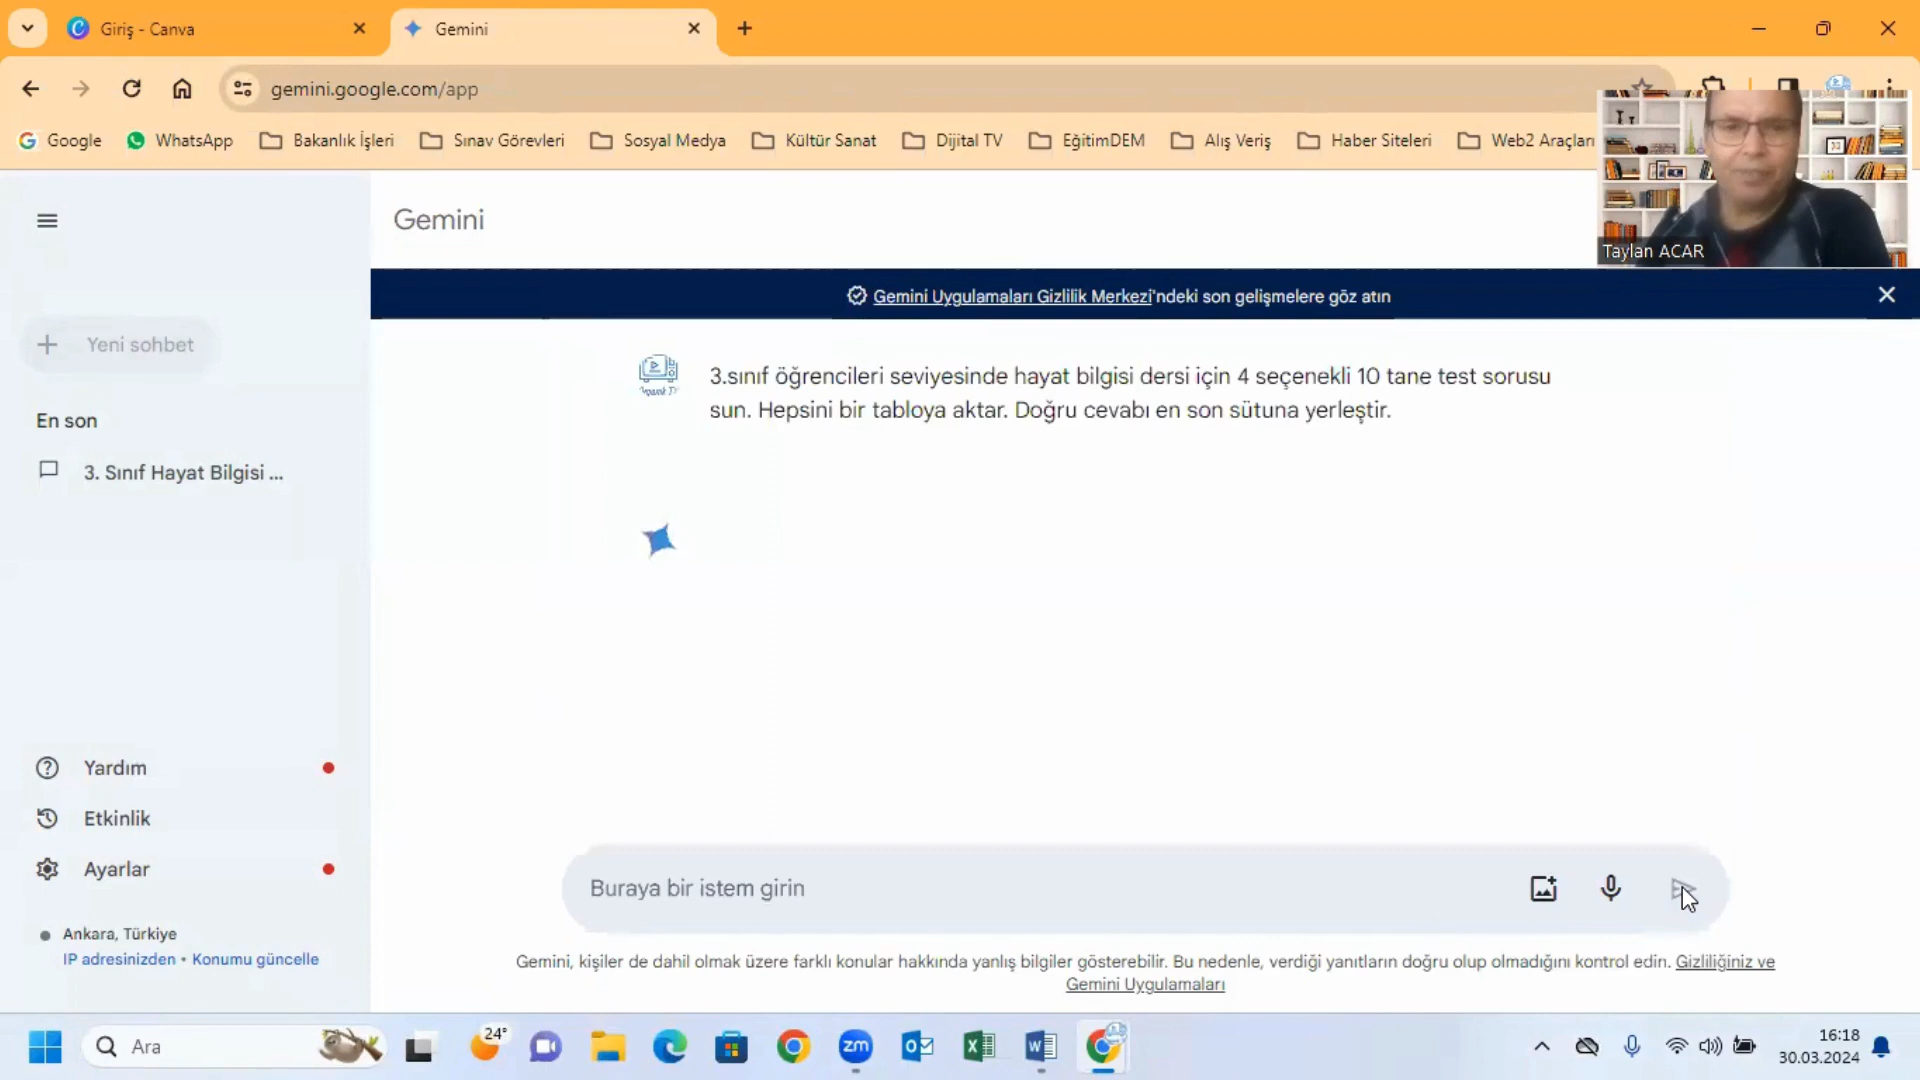 Giriş - Canva
Gemini
gemini.google.com/app
Google
WhatsApp
Bakanlık İşleri
Sınav Görevleri
Sosyal Medya
Kültür Sanat
Dijital TV
EğitimDEM
Alış Veriş
Haber Siteleri
Web2 Araçları
Taylan ACAR
Gemini
Gemini Uygulamaları Gizlilik Merkezi'ndeki son gelişmelere göz atın
Yeni sohbet
En son
3. Sınıf Hayat Bilgisi ...
3.sınıf öğrencileri seviyesinde hayat bilgisi dersi için 4 seçenekli 10 tane test sorusu
sun. Hepsini bir tabloya aktar. Doğru cevabı en son sütuna yerleştir.
Yardım
Etkinlik
Ayarlar
Ankara, Türkiye
IP adresinizden • Konumu güncelle
Buraya bir istem girin
Gemini, kişiler de dahil olmak üzere farklı konular hakkında yanlış bilgiler gösterebilir. Bu nedenle, verdiği yanıtların doğru olup olmadığını kontrol edin. Gizliliğiniz ve
Gemini Uygulamaları
Ara
24°
zm
16:18
30.03.2024